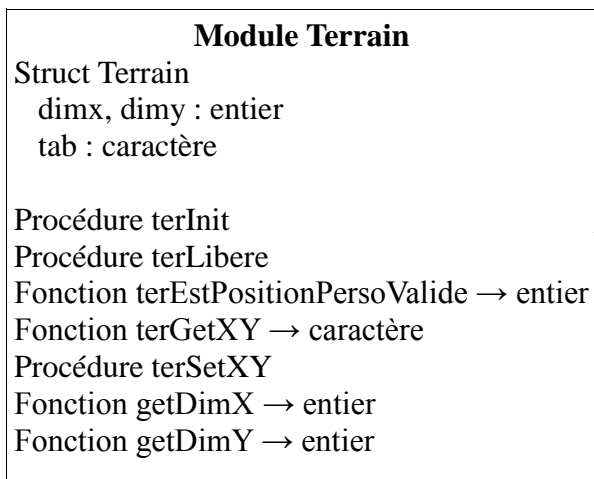 Module Terrain
Struct Terrain
dimx, dimy : entier
tab : caractère
Procédure terInit
Procédure terLibere
Fonction terEstPositionPersoValide → entier
Fonction terGetXY → caractère
Procédure terSetXY
Fonction getDimX → entier
Fonction getDimY → entier